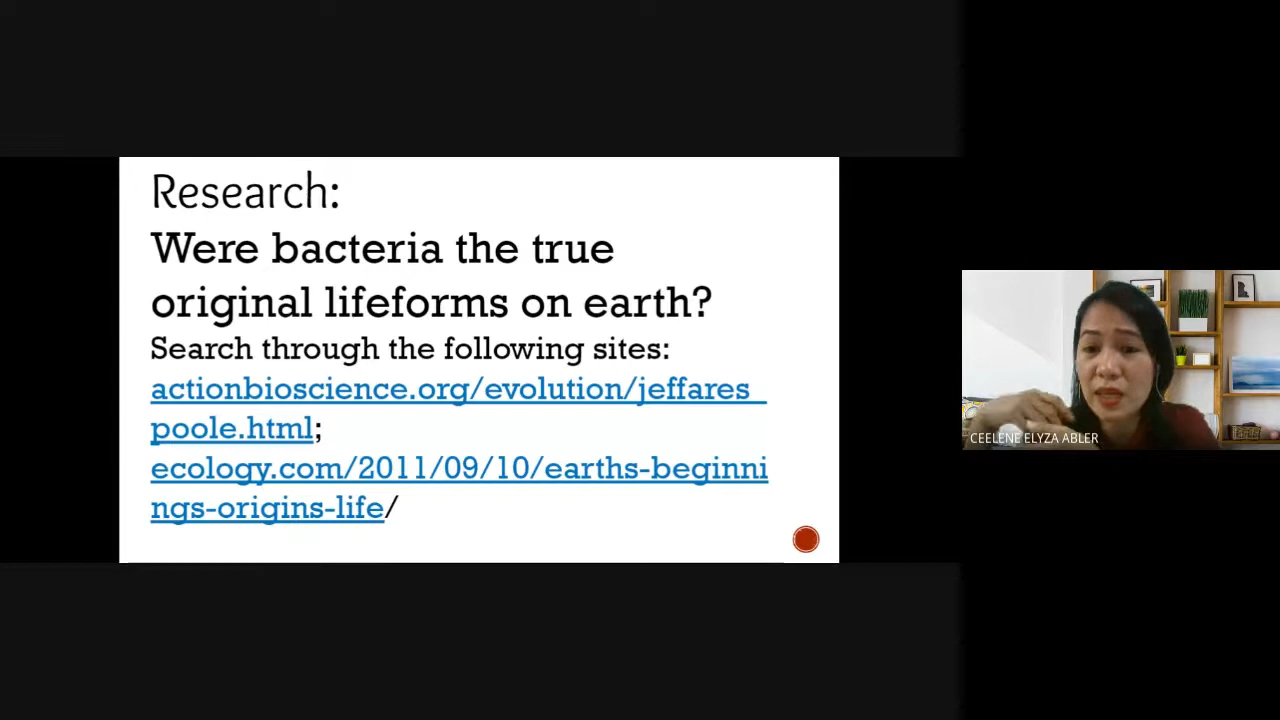 Research:
Were bacteria the true
original lifeforms on earth?
Search through the following sites:
actionbioscience.org/evolution/jeffares_
poole.html;
ecology.com/2011/09/10/earths-beginni
ngs-origins-life/
CEELENE ELYZA ABLER